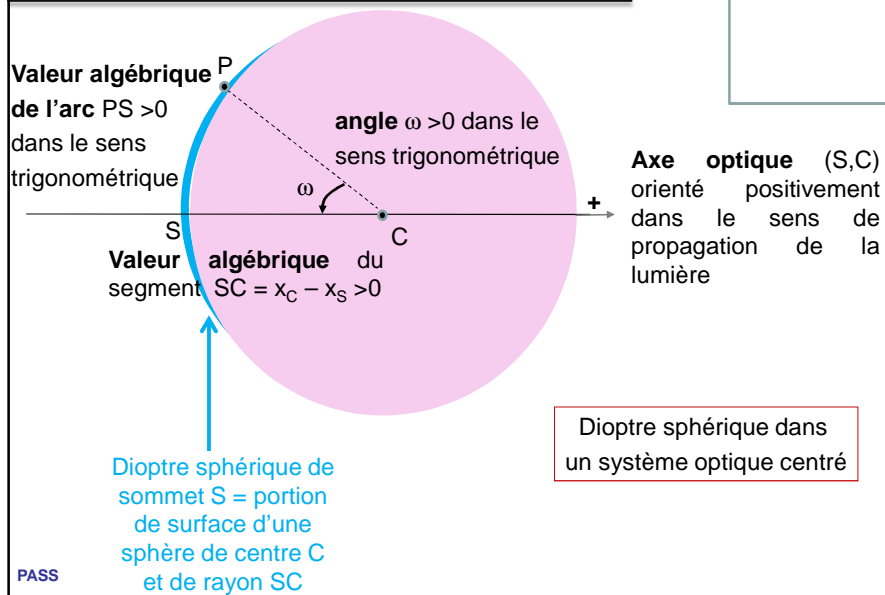 Valeur algébrique
de l'arc PS >0
dans le sens
trigonométrique
P
angle ω >0 dans le
sens trigonométrique
ω
S
C
+
Valeur algébrique du
segment SC = xC – xS >0
Axe optique (S,C)
orienté positivement
dans le sens de
propagation de la
lumière
Dioptre sphérique dans
un système optique centré
Dioptre sphérique de
sommet S = portion
de surface d'une
sphère de centre C
et de rayon SC
PASS